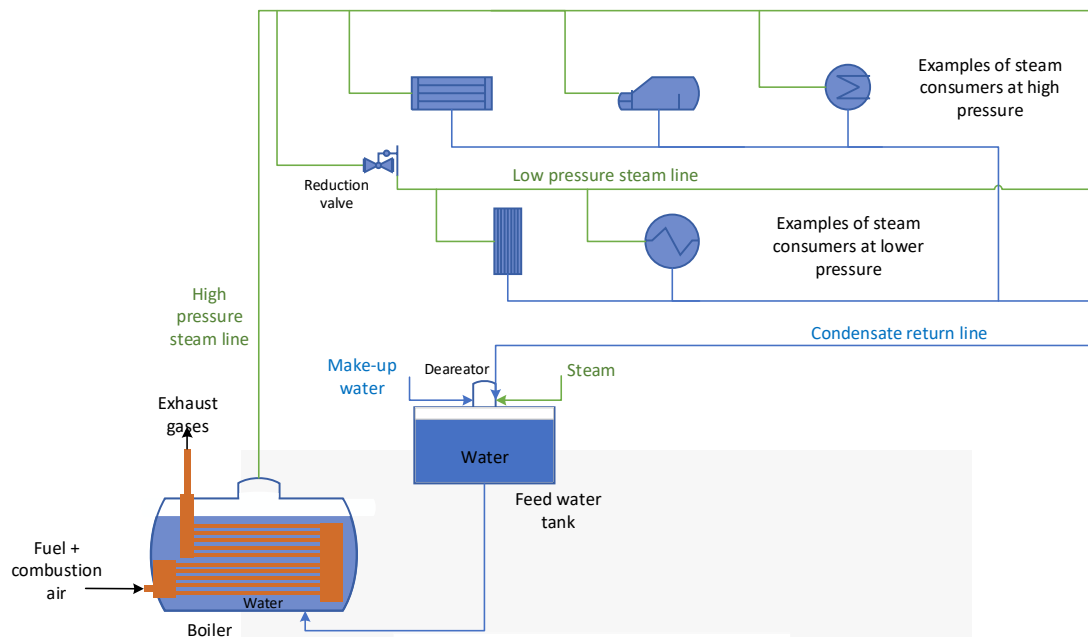 Examples of steam
consumers at high
pressure
Reduction
valve
Low pressure steam line
Examples of steam
consumers at lower
pressure
High
pressure
steam line
Condensate return line
Make-up
water
Deareator
Steam
Exhaust
gases
Water
Feed water
tank
Fuel +
combustion
air
Water
Boiler